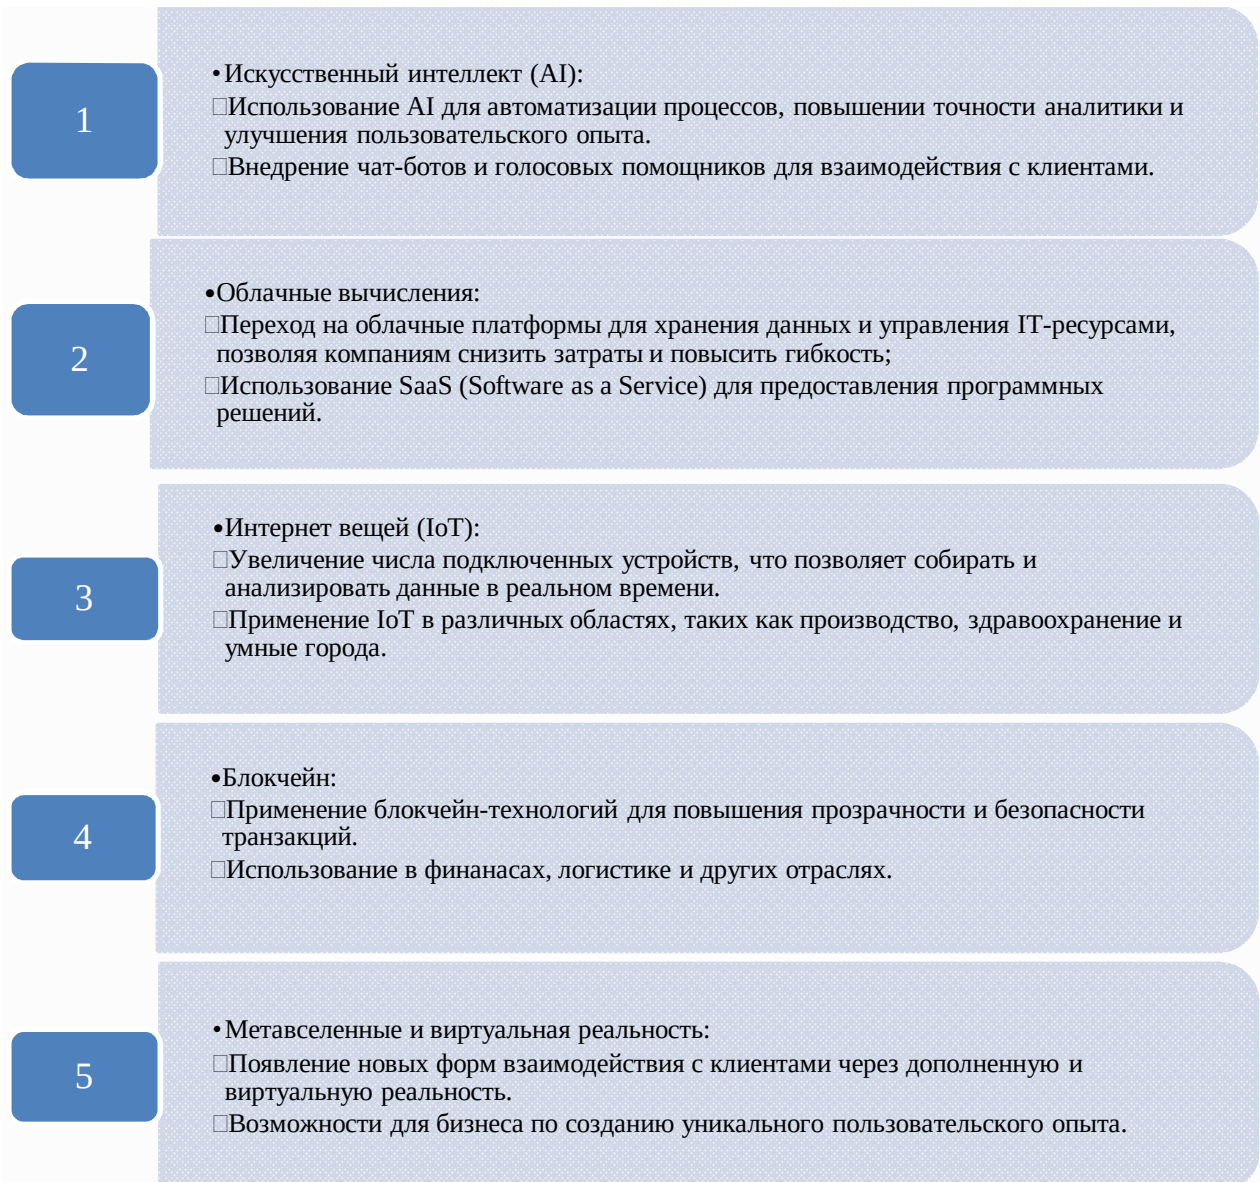 1
• Искусственный интеллект (AI):
□Использование AI для автоматизации процессов, повышении точности аналитики и
улучшения пользовательского опыта.
□Внедрение чат-ботов и голосовых помощников для взаимодействия с клиентами.
2
•Облачные вычисления:
□Переход на облачные платформы для хранения данных и управления IT-ресурсами,
позволяя компаниям снизить затраты и повысить гибкость;
□Использование SaaS (Software as a Service) для предоставления программных
решений.
3
•Интернет вещей (IoT):
□Увеличение числа подключенных устройств, что позволяет собирать и
анализировать данные в реальном времени.
□Применение IoT в различных областях, таких как производство, здравоохранение и
умные города.
4
•Блокчейн:
□Применение блокчейн-технологий для повышения прозрачности и безопасности
транзакций.
□Использование в финанасах, логистике и других отраслях.
5
• Метавселенные и виртуальная реальность:
□Появление новых форм взаимодействия с клиентами через дополненную и
виртуальную реальность.
□Возможности для бизнеса по созданию уникального пользовательского опыта.